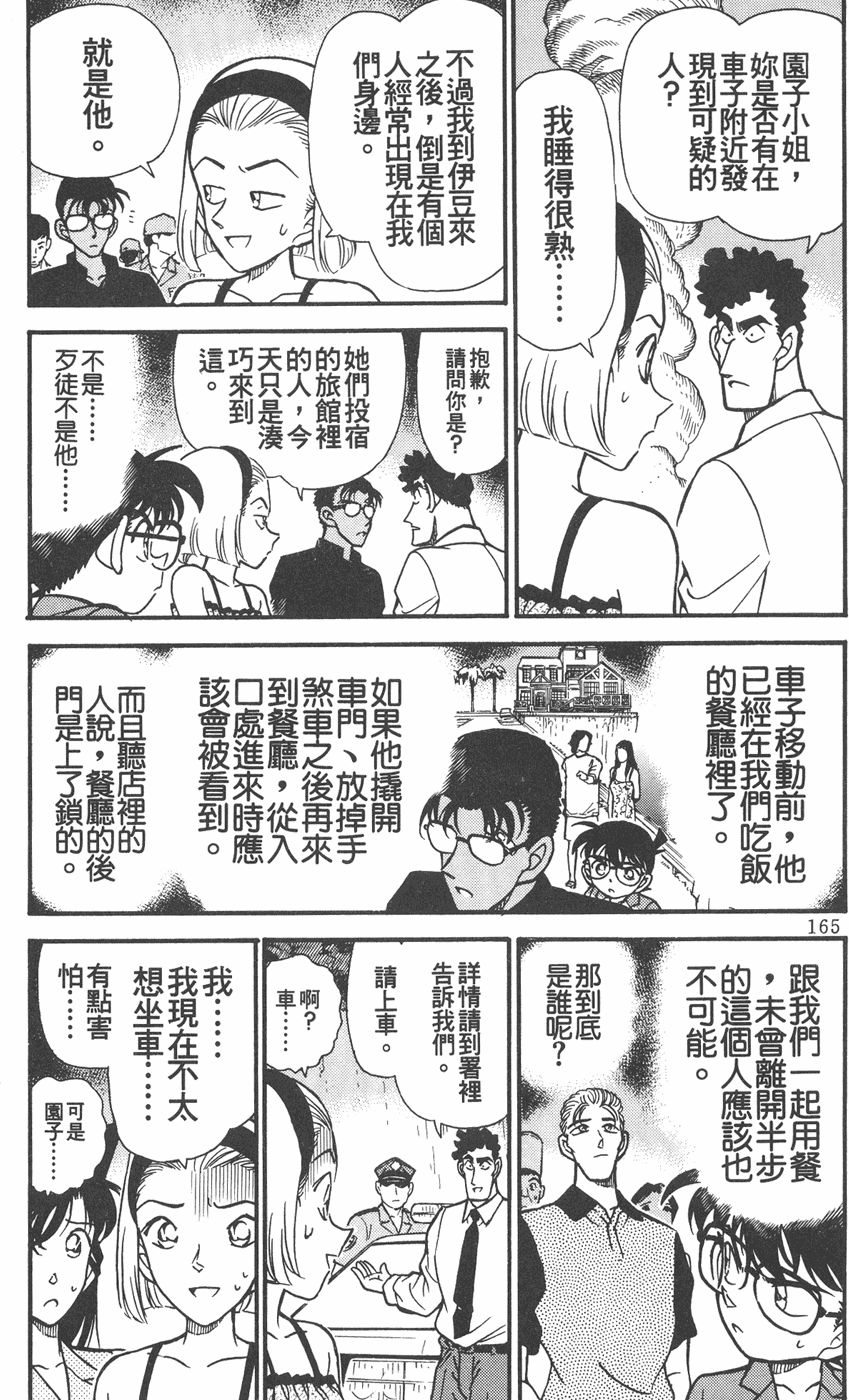 園子小姐，
妳是否有在
車子附近發
現到可疑的
人？
我睡得很熟……
不過我到伊豆來
之後，倒是有個
人經常出現在我
們身邊。
就是他。
抱歉，
請問你是？
她們投宿
的旅館裡
的人，今
天只是湊
巧來到
這。
不是……
歹徒不是他……
車子移動前，他
已經在我們吃飯
的餐廳裡了。
如果他撬開
車門、放掉手
煞車之後再來
到餐廳，從入
口處進來時應
該會被看到。
而且聽店裡的
人說，餐廳的後
門是上了鎖的。
165
跟我們一起用餐
，未曾離開半步
的這個人應該也
不可能。
那到底
是誰呢？
詳情請到署裡
告訴我們。
請上車。
啊？
車……
我……
我現在不太
想坐車……
有點害
怕……
可是
園子……